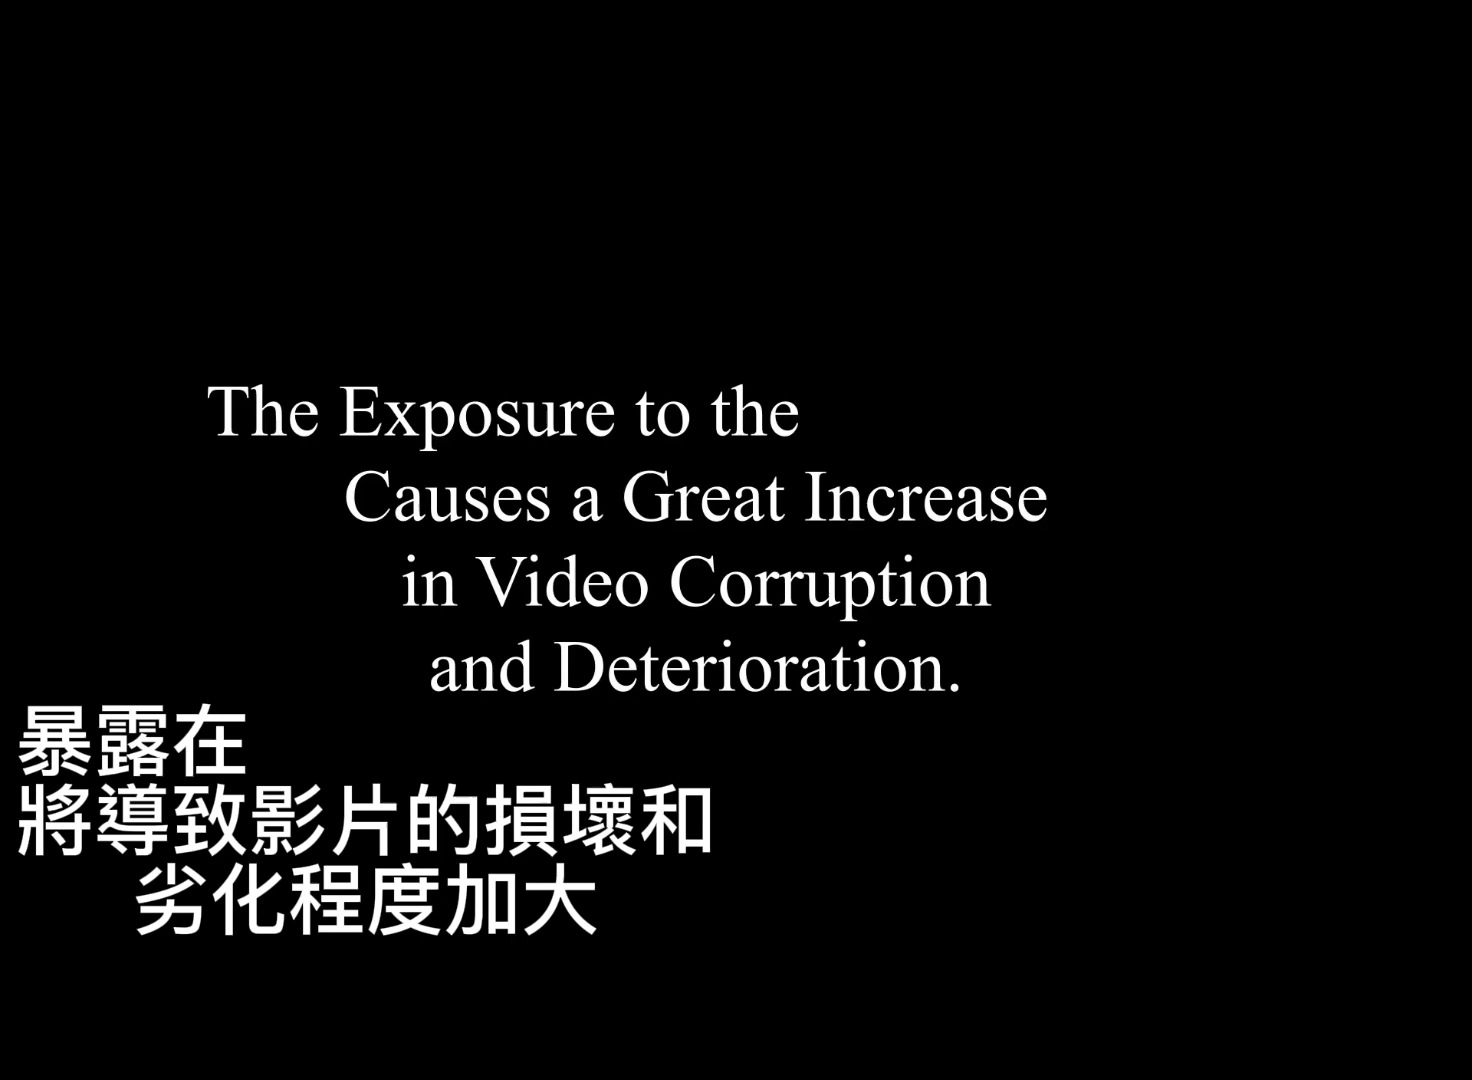 The Exposure to the
Causes a Great Increase
in Video Corruption
and Deterioration.
暴露在
將導致影片的損壞和
劣化程度加大